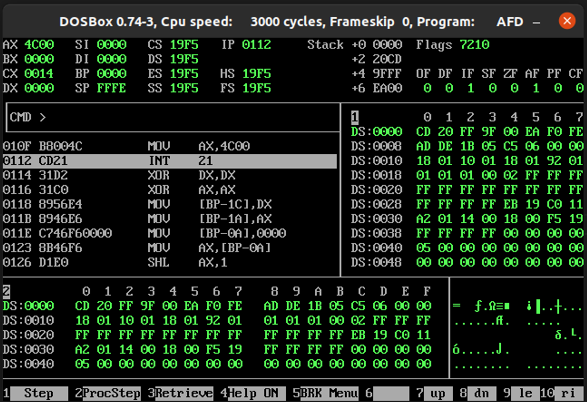 DOSBox 0.74-3, Cpu speed: 3000 cycles, Frameskip 0, Program: AFD
AX 4C00 SI 0000 CS 19F5 IP 0112 Stack +0 0000 Flags 7210
BX 0000 DI 0000 DS 19F5 +2 20CD
CX 0014 BP 0000 ES 19F5 HS 19F5 +4 9FFF OF DF IF SF ZF AF PF CF
DX 0000 SP FFFE SS 19F5 FS 19F5 +6 EA00 0 0 1 0 0 1 0 0
CMD >
010F B8004C MOV AX,4C00
0112 CD21 INT 21
0114 31D2 XOR DX,DX
0116 31C0 XOR AX,AX
0118 8956E4 MOV [BP-1C],DX
011B 8946E6 MOV [BP-1A],AX
011E C746F60000 MOV [BP-0A],0000
0123 8B46F6 MOV AX,[BP-0A]
0126 D1E0 SHL AX,1
1 0 1 2 3 4 5 6 7
DS:0000 CD 20 FF 9F 00 EA F0 FE
DS:0008 AD DE 1B 05 C5 06 00 00
DS:0010 18 01 10 01 18 01 92 01
DS:0018 01 01 01 00 02 FF FF FF
DS:0020 FF FF FF FF FF FF FF FF
DS:0028 FF FF FF FF EB 19 C0 11
DS:0030 A2 01 14 00 18 00 F5 19
DS:0038 FF FF FF FF 00 00 00 00
DS:0040 05 00 00 00 00 00 00 00
DS:0048 00 00 00 00 00 00 00 00
2 0 1 2 3 4 5 6 7 8 9 A B C D E F
DS:0000 CD 20 FF 9F 00 EA F0 FE AD DE 1B 05 C5 06 00 00
DS:0010 18 01 10 01 18 01 92 01 01 01 01 00 02 FF FF FF
DS:0020 FF FF FF FF FF FF FF FF FF FF FF FF EB 19 C0 11
DS:0030 A2 01 14 00 18 00 F5 19 FF FF FF FF 00 00 00 00
DS:0040 05 00 00 00 00 00 00 00 00 00 00 00 00 00 00 00
1 Step 2ProcStep 3Retrieve 4Help ON 5BRK Menu 6 7 up 8 dn 9 le 10 ri